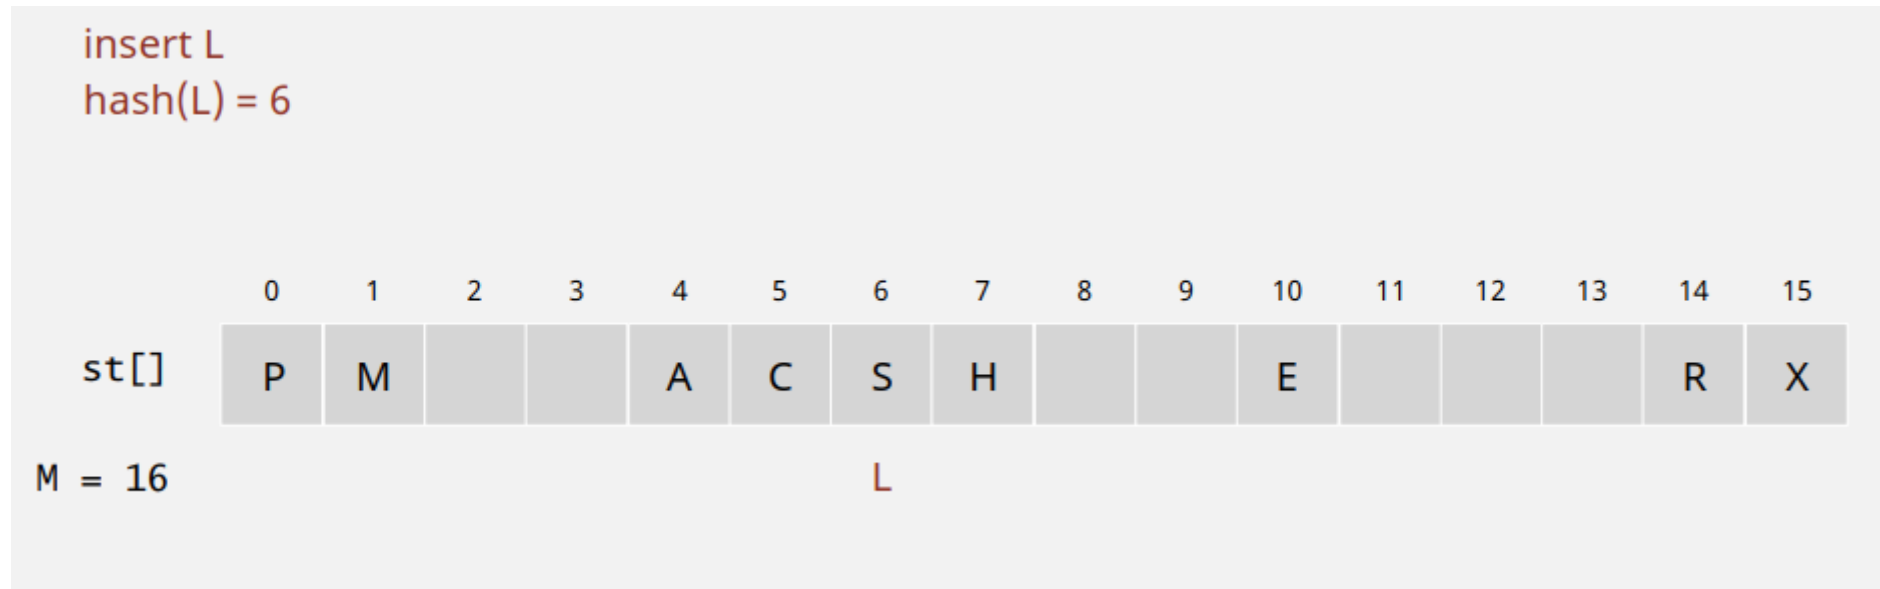 insert L
hash(L) = 6
0 1 2 3 4 5 6 7 8 9 10 11 12 13 14 15
st[] P M A C S H E R X
M = 16 L